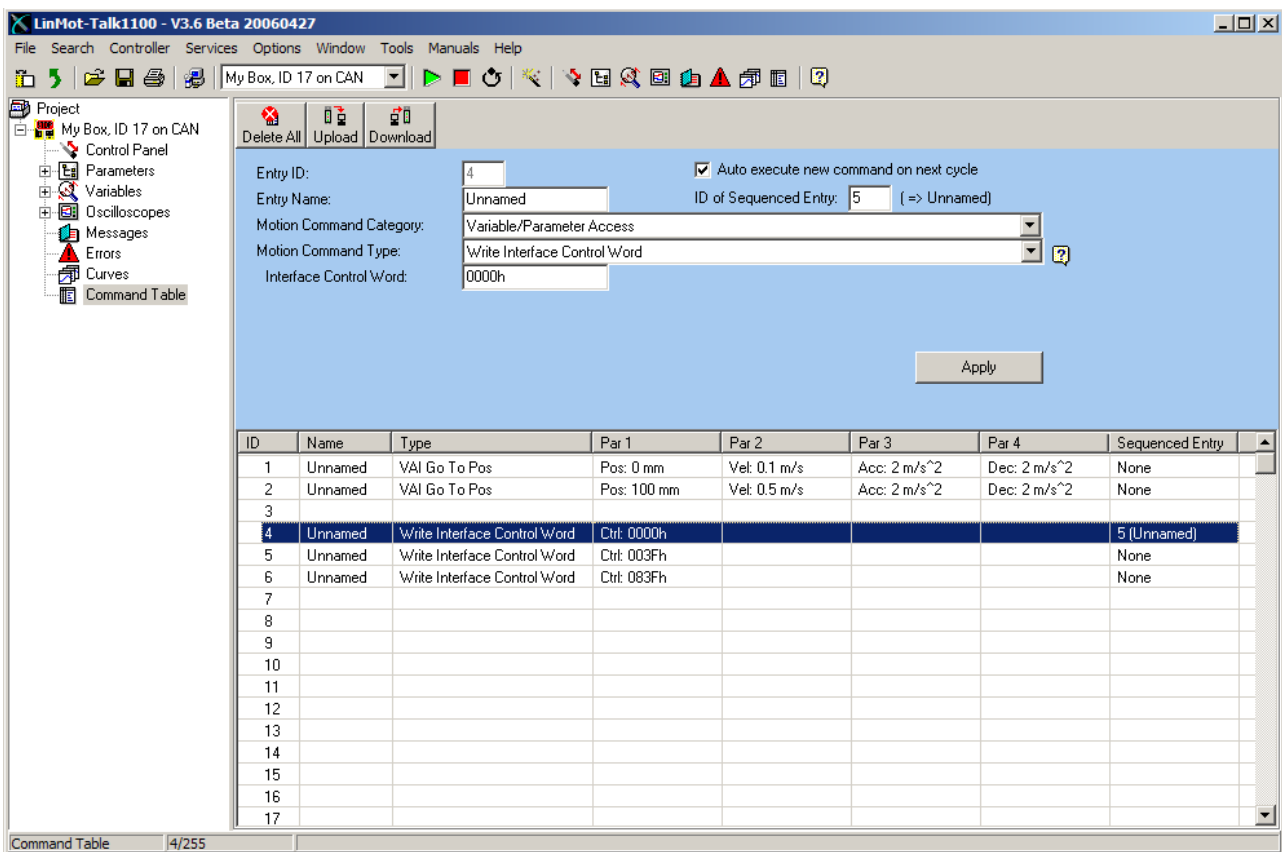 LinMot-Talk1100 - V3.6 Beta 20060427
File Search Controller Services Options Window Tools Manuals Help
My Box, ID 17 on CAN
Project
My Box, ID 17 on CAN
Control Panel
Parameters
Variables
Oscilloscopes
Messages
Errors
Curves
Command Table
Delete All Upload Download
Entry ID: 4 Auto execute new command on next cycle
Entry Name: Unnamed ID of Sequenced Entry: 5 ( => Unnamed)
Motion Command Category: Variable/Parameter Access
Motion Command Type: Write Interface Control Word
Interface Control Word: 0000h
Apply
ID Name Type Par 1 Par 2 Par 3 Par 4 Sequenced Entry
1 Unnamed VAI Go To Pos Pos: 0 mm Vel: 0.1 m/s Acc: 2 m/s^2 Dec: 2 m/s^2 None
2 Unnamed VAI Go To Pos Pos: 100 mm Vel: 0.5 m/s Acc: 2 m/s^2 Dec: 2 m/s^2 None
3
4 Unnamed Write Interface Control Word Ctrl: 0000h 5 (Unnamed)
5 Unnamed Write Interface Control Word Ctrl: 003Fh None
6 Unnamed Write Interface Control Word Ctrl: 083Fh None
7
8
9
10
11
12
13
14
15
16
17
Command Table 4/255